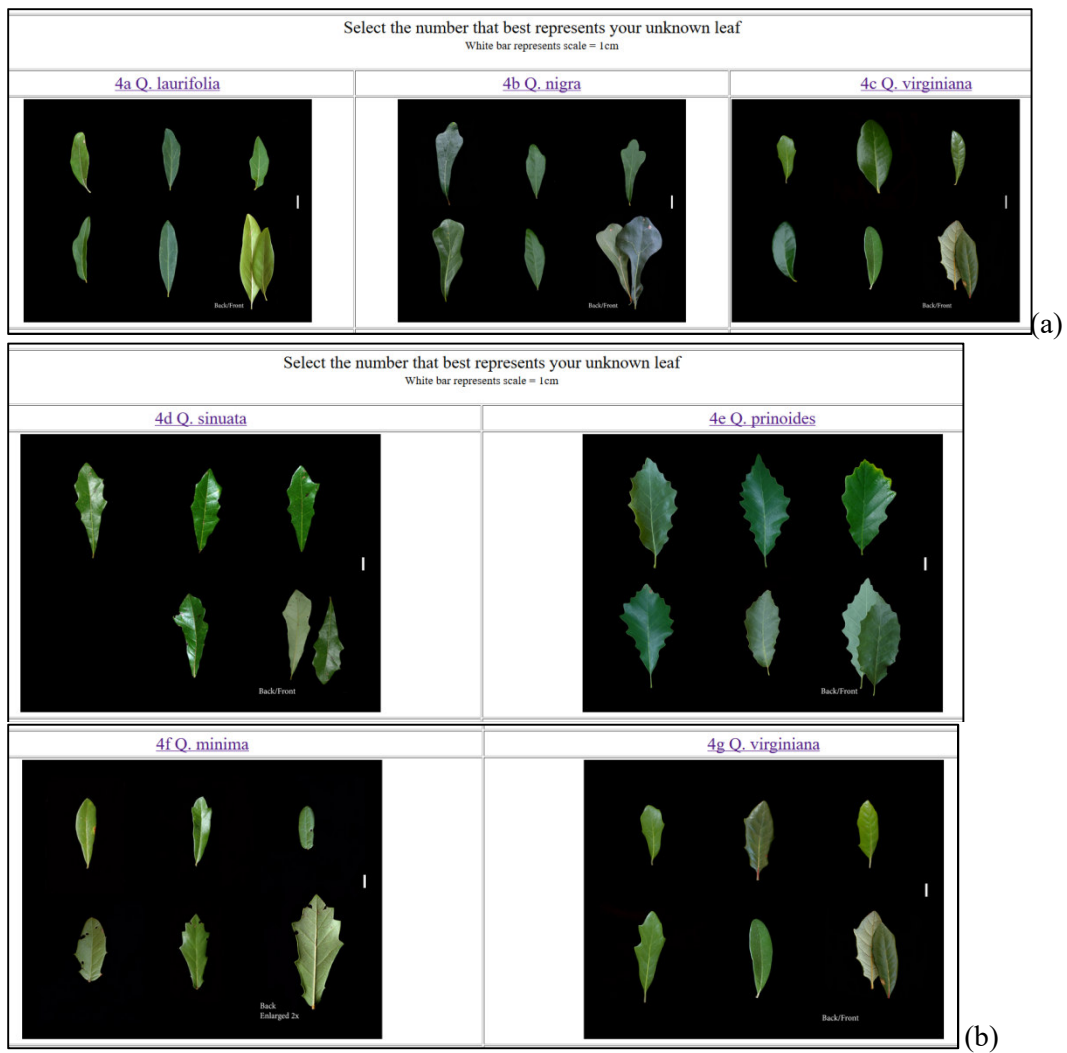 Select the number that best represents your unknown leaf
White bar represents scale = 1cm
4a Q. laurifolia
4b Q. nigra
4c Q. virginiana
Back/Front
Back/Front
Back/Front
(a)
Select the number that best represents your unknown leaf
White bar represents scale = 1cm
4d Q. sinuata
4e Q. prinoides
Back/Front
Back/Front
4f Q. minima
4g Q. virginiana
Back
Enlarged 2x
Back/Front
(b)